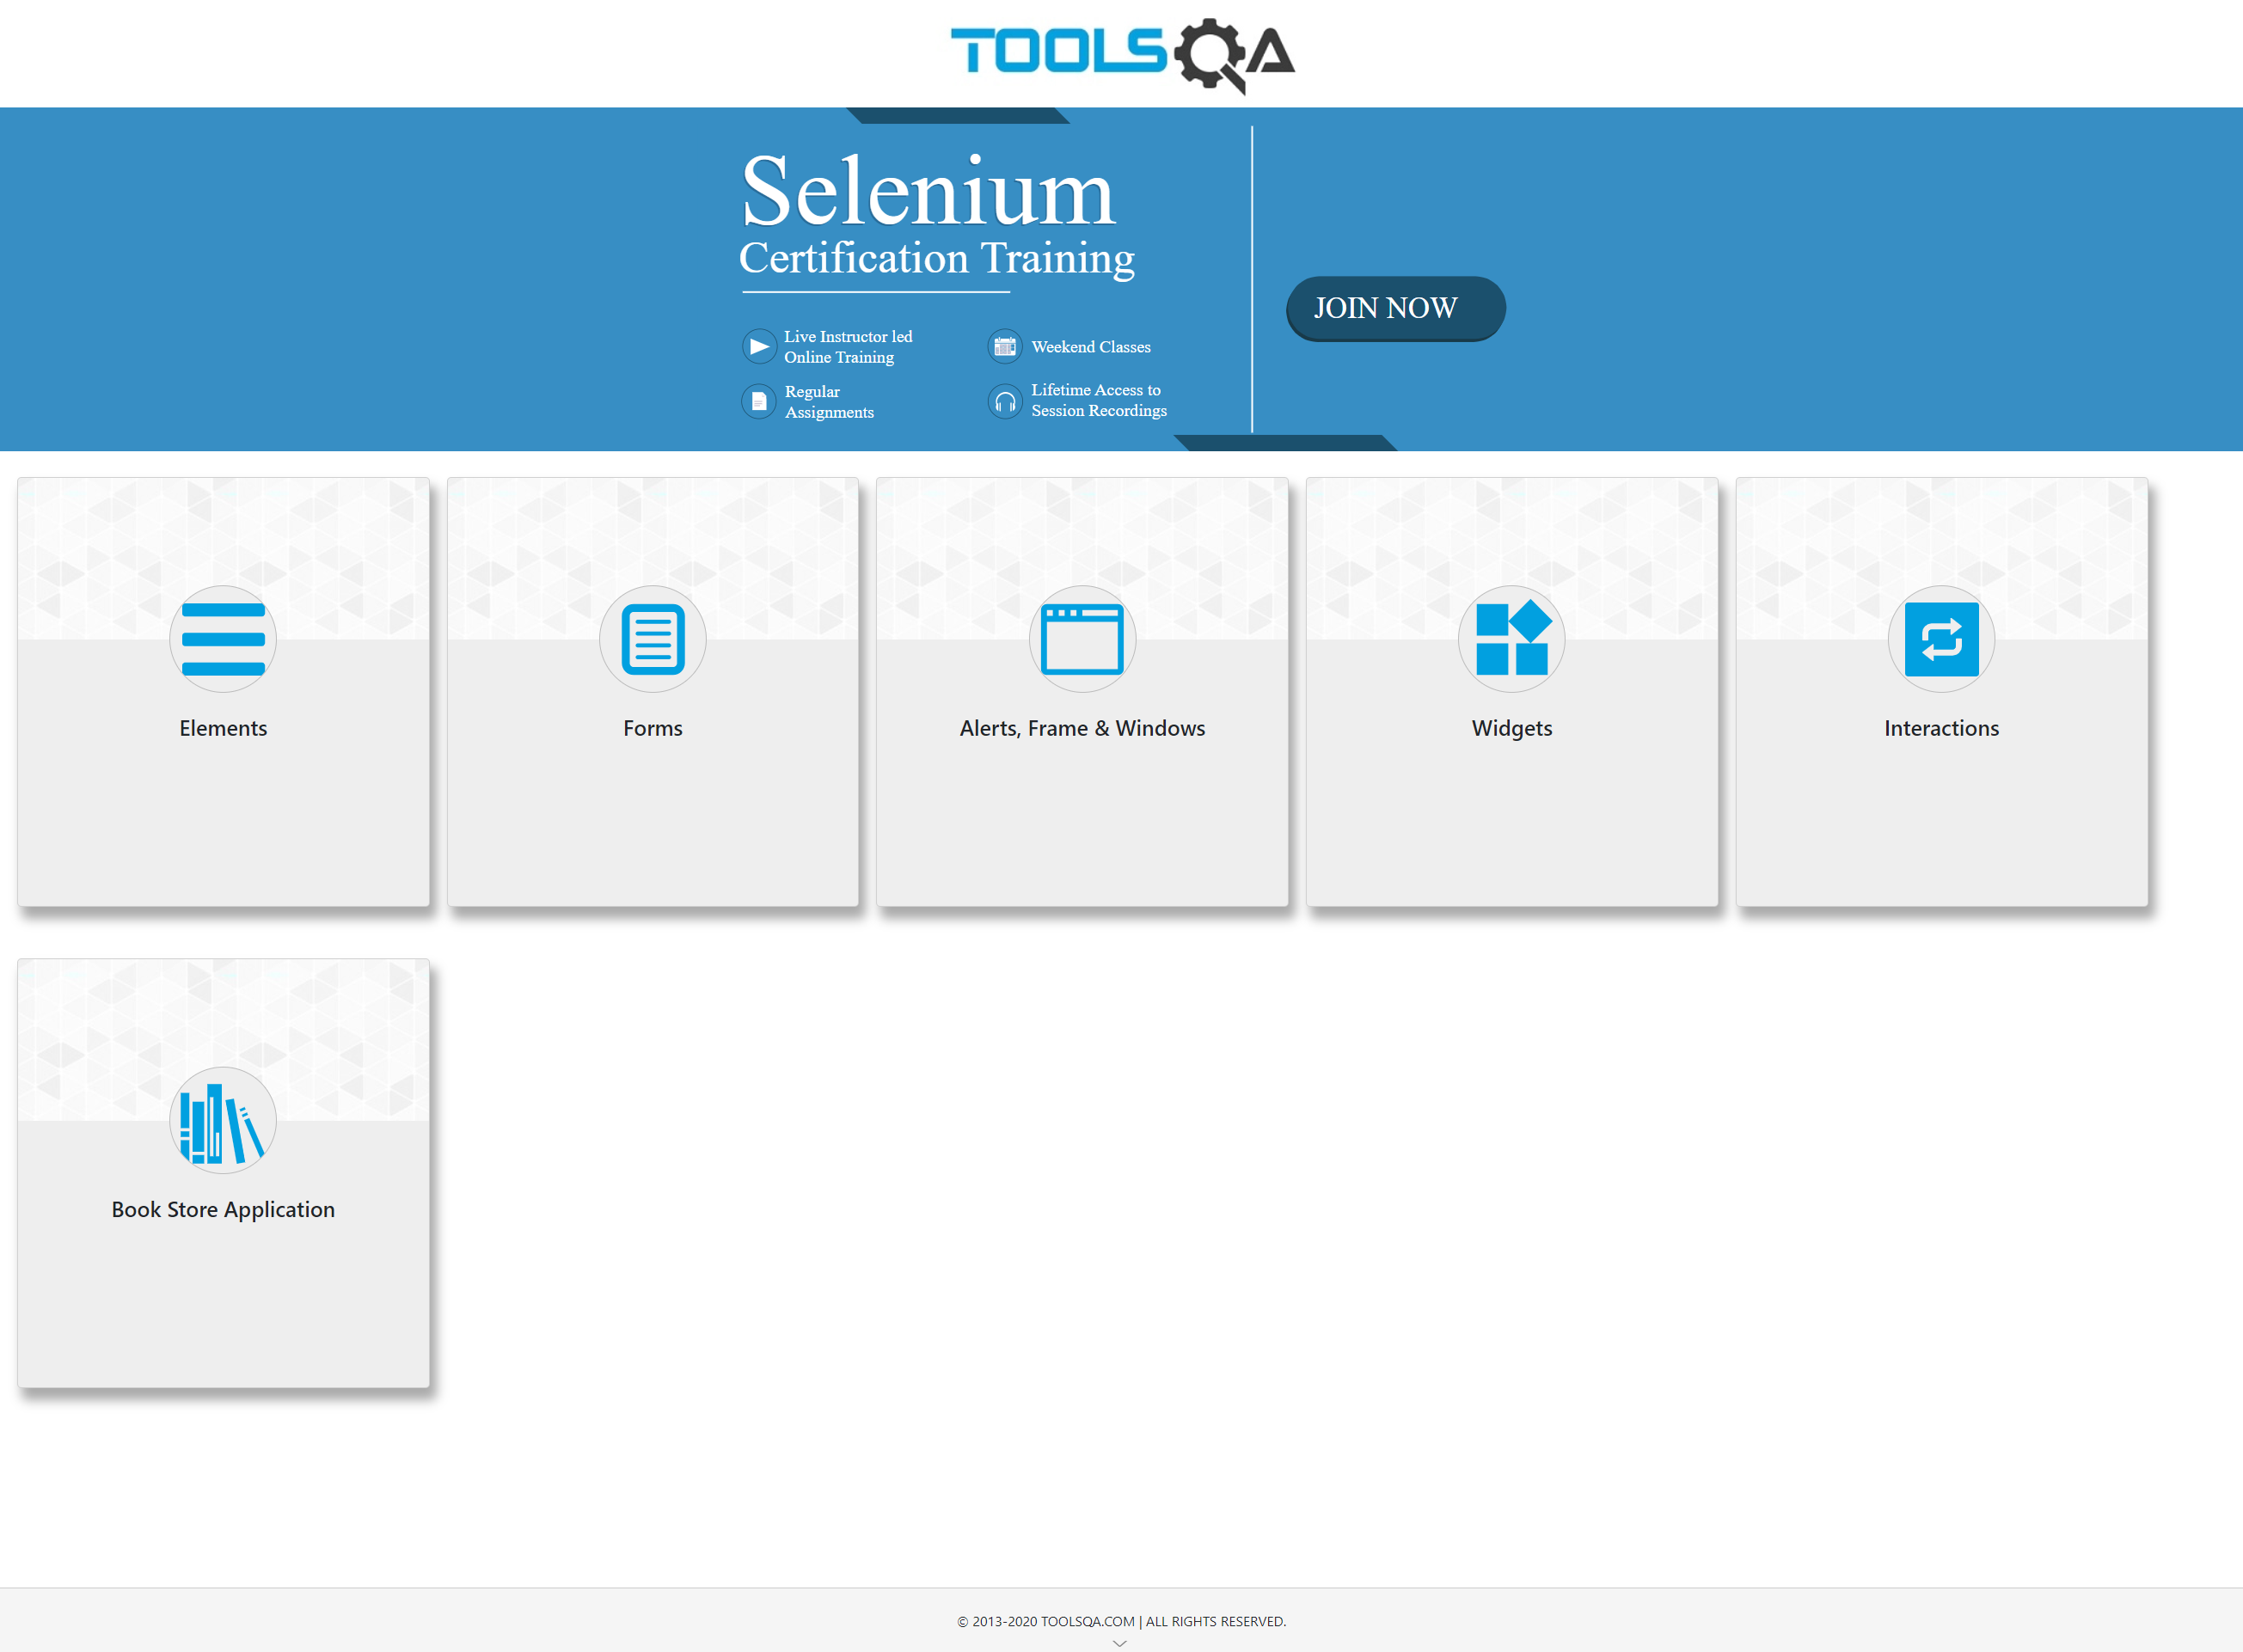 TOOLSQA
Selenium
Certification Training
Live Instructor led
Online Training
Weekend Classes
Regular
Assignments
Lifetime Access to
Session Recordings
JOIN NOW
Elements
Forms
Alerts, Frame & Windows
Widgets
Interactions
Book Store Application
© 2013-2020 TOOLSQA.COM | ALL RIGHTS RESERVED.